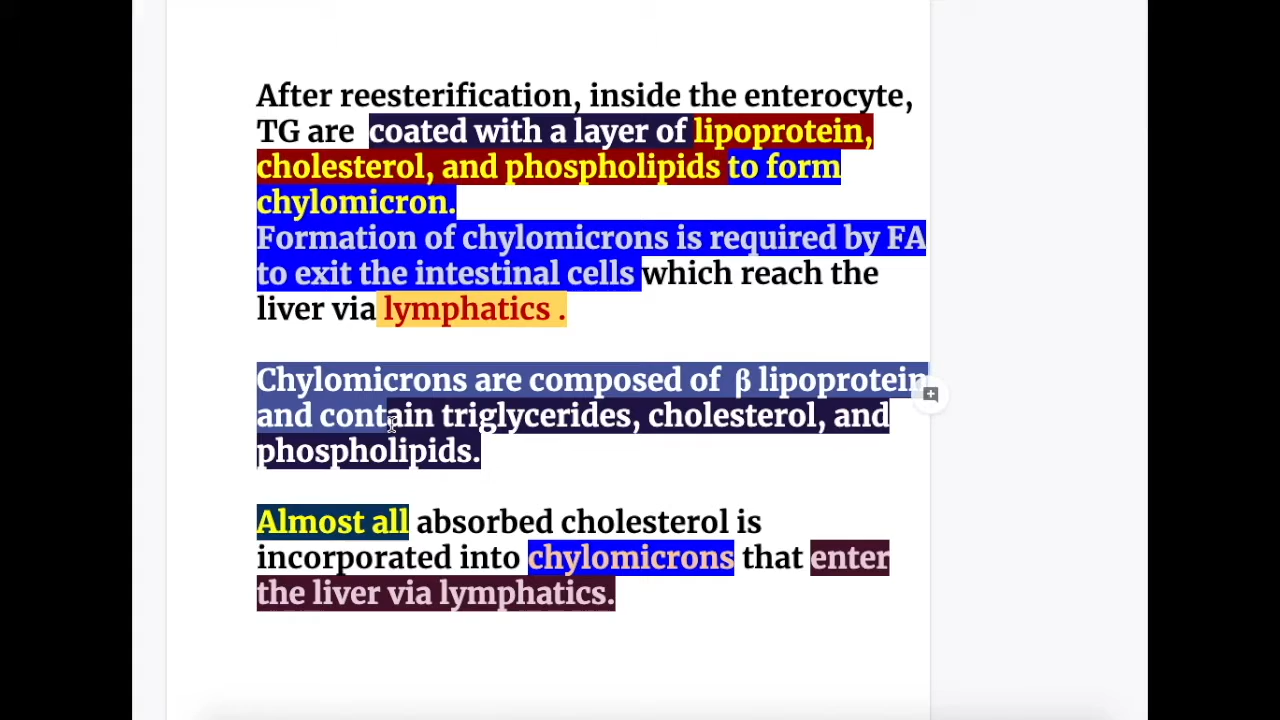 After reesterification, inside the enterocyte,
TG are coated with a layer of lipoprotein,
cholesterol, and phospholipids to form
chylomicron.
Formation of chylomicrons is required by FA
to exit the intestinal cells which reach the
liver via lymphatics .
Chylomicrons are composed of β lipoprotein
and contain triglycerides, cholesterol, and
phospholipids.
Almost all absorbed cholesterol is
incorporated into chylomicrons that enter
the liver via lymphatics.